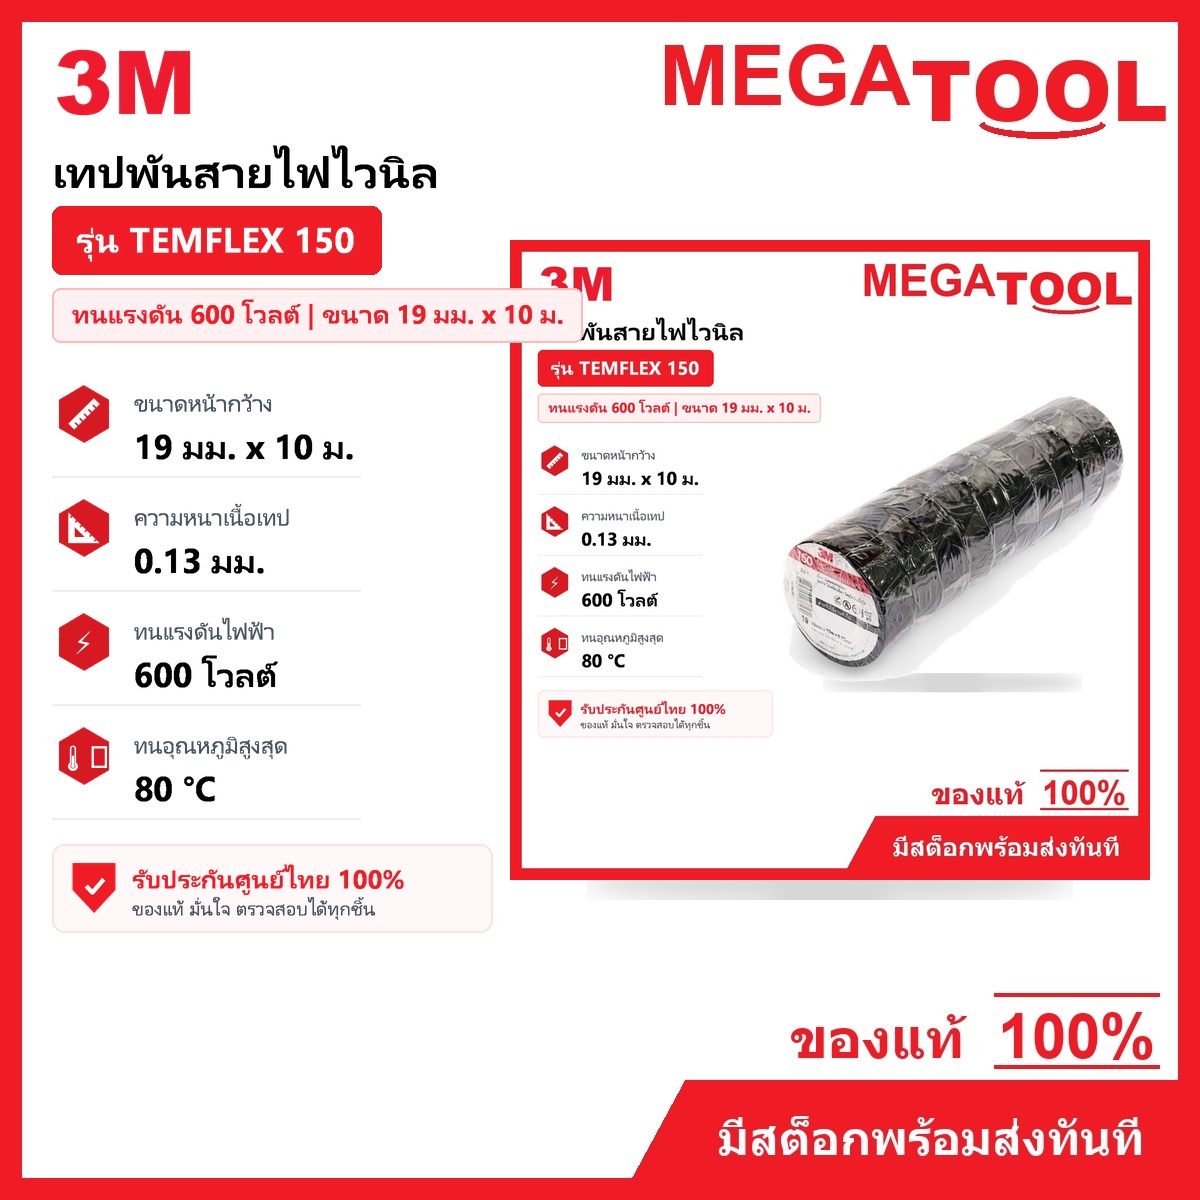 3M
MEGATOOL
เทปพันสายไฟไวนิล
รุ่น TEMFLEX 150
ทนแรงดัน 600 โวลต์ | ขนาด 19 มม. x 10 ม.
ขนาดหน้ากว้าง
19 มม. x 10 ม.
ความหนาเนื้อเทป
0.13 มม.
ทนแรงดันไฟฟ้า
600 โวลต์
ทนอุณหภูมิสูงสุด
80 °C
รับประกันศูนย์ไทย 100%
ของแท้ มั่นใจ ตรวจสอบได้ทุกชิ้น
3M
MEGATOOL
พันสายไฟไวนิล
รุ่น TEMFLEX 150
ทนแรงดัน 600 โวลต์ | ขนาด 19 มม. x 10 ม.
ขนาดหน้ากว้าง
19 มม. x 10 ม.
ความหนาเนื้อเทป
0.13 มม.
ทนแรงดันไฟฟ้า
600 โวลต์
ทนอุณหภูมิสูงสุด
80 °C
รับประกันศูนย์ไทย 100%
ของแท้ มั่นใจ ตรวจสอบได้ทุกชิ้น
3M
150
ของแท้ 100%
มีสต็อกพร้อมส่งทันที
ของแท้ 100%
มีสต็อกพร้อมส่งทันที